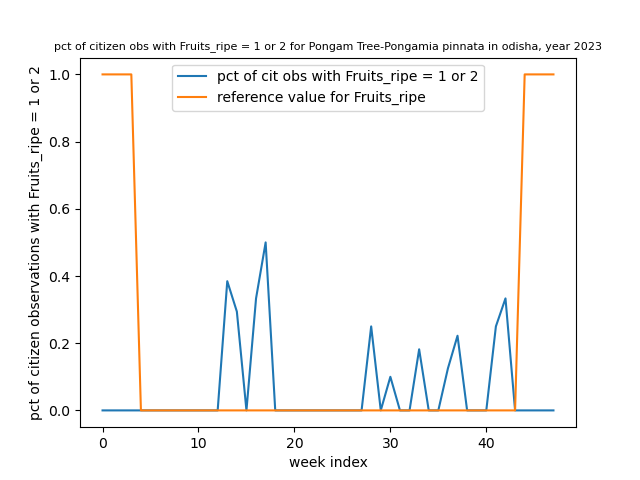 pct of citizen obs with Fruits_ripe = 1 or 2 for Pongam Tree-Pongamia pinnata in odisha, year 2023
pct of cit obs with Fruits_ripe = 1 or 2
reference value for Fruits_ripe
pct of citizen observations with Fruits_ripe = 1 or 2
1.0
0.8
0.6
0.4
0.2
0.0
0 10 20 30 40
week index